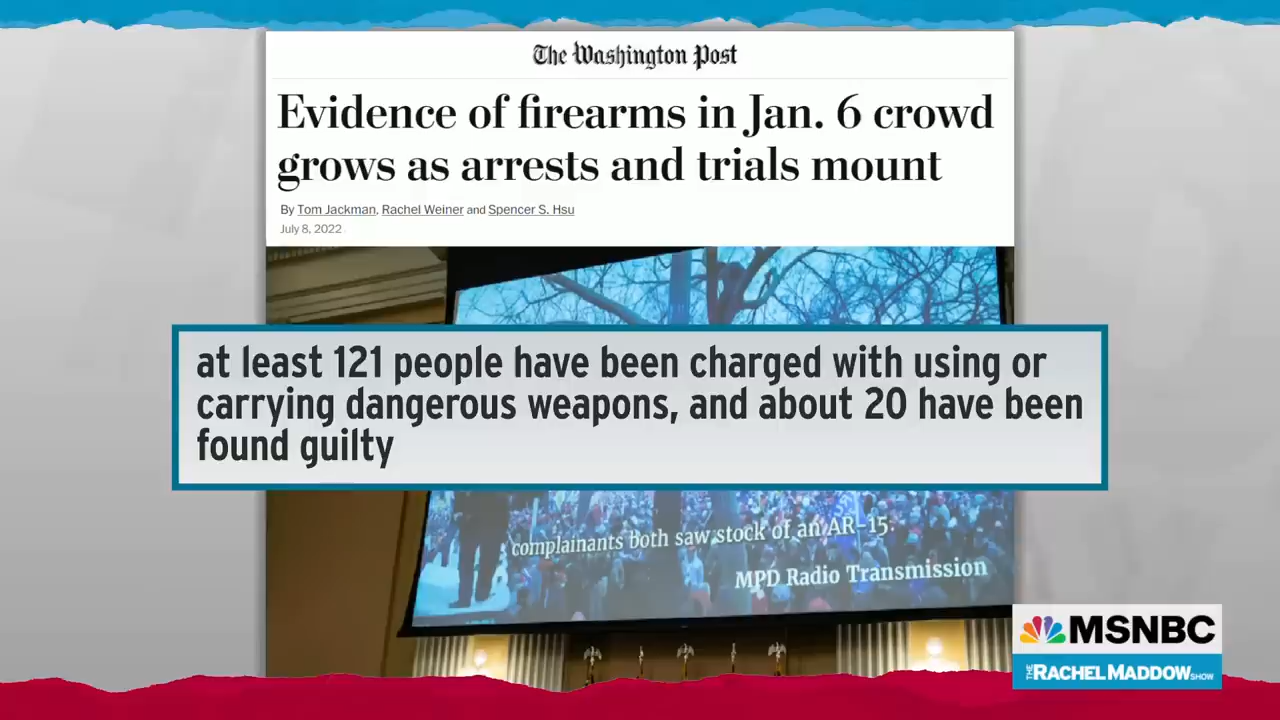 The Washington Post
Evidence of firearms in Jan. 6 crowd
grows as arrests and trials mount
By Tom Jackman, Rachel Weiner and Spencer S. Hsu
July 8, 2022
at least 121 people have been charged with using or
carrying dangerous weapons, and about 20 have been
found guilty
complainants both saw stock of an AR-15.
MPD Radio Transmission
MSNBC
THE RACHEL MADDOW SHOW